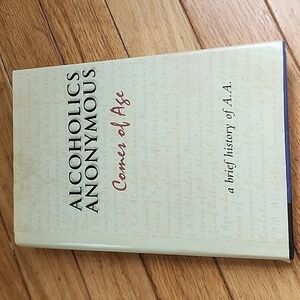 ALCOHOLICS
ANONYMOUS
Comes of Age
a brief history of A.A.